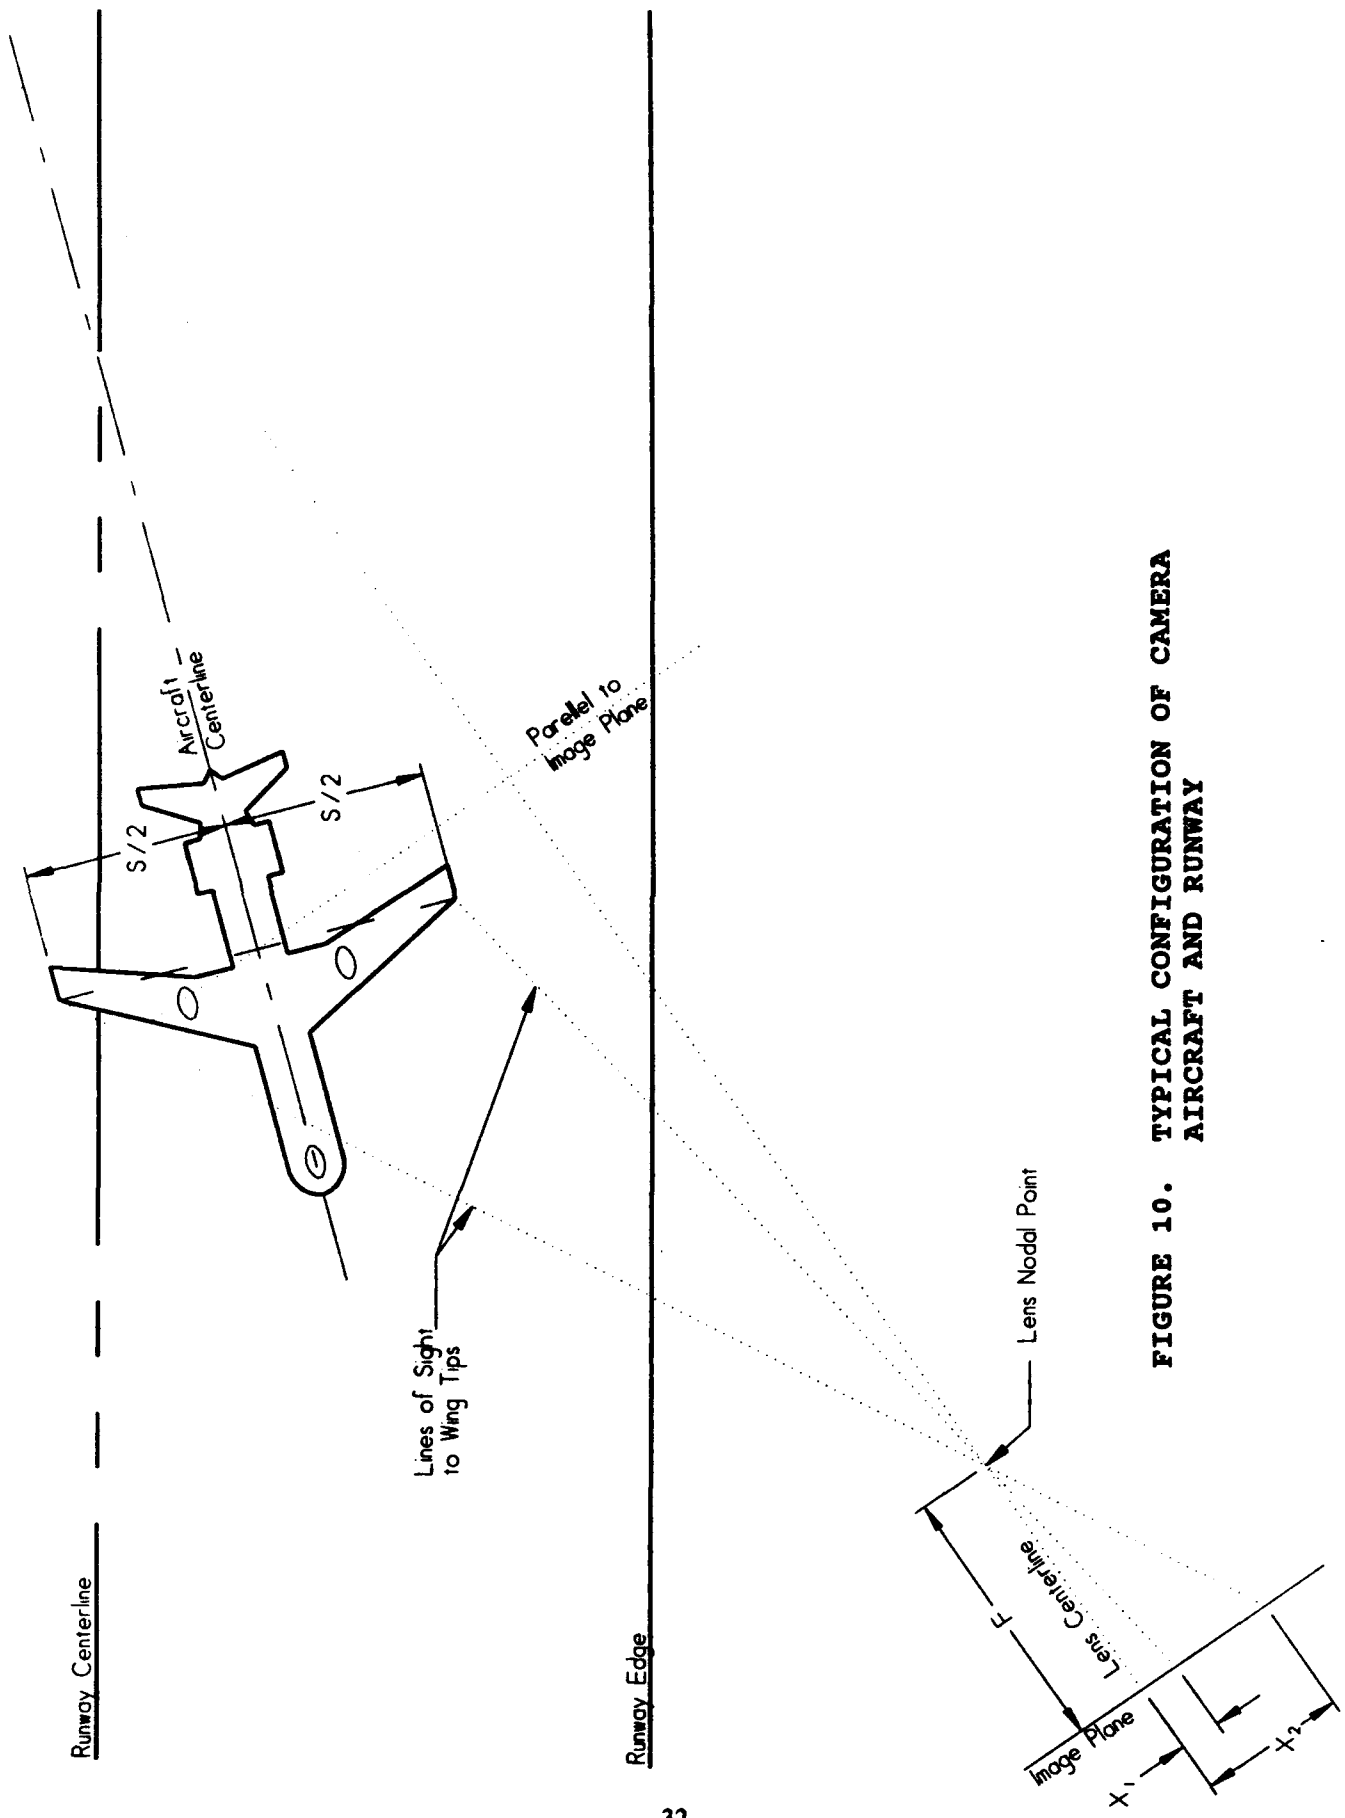 Runway Centerline
Aircraft
Centerline
S/2
S/2
Parellel to
Image Plane
Lines of Sight
to Wing Tips
Runway Edge
Lens Nodal Point
F
Lens Centerline
Image Plane
X1
X2
FIGURE 10. TYPICAL CONFIGURATION OF CAMERA
AIRCRAFT AND RUNWAY
32